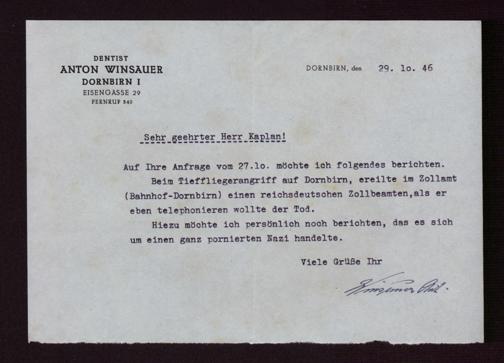 DENTIST
ANTON WINSAUER
DORNBIRN I
EISENGASSE 29
FERNRUF 540
DORNBIRN, den 29. lo. 46
Sehr geehrter Herr Kaplan!
Auf Ihre Anfrage vom 27.lo. möchte ich folgendes berichten.
Beim Tieffliegerangriff auf Dornbirn, ereilte im Zollamt
(Bahnhof-Dornbirn) einen reichsdeutschen Zollbeamten,als er
eben telephonieren wollte der Tod.
Hiezu möchte ich persönlich noch berichten, das es sich
um einen ganz pornierten Nazi handelte.
Viele Grüße Ihr